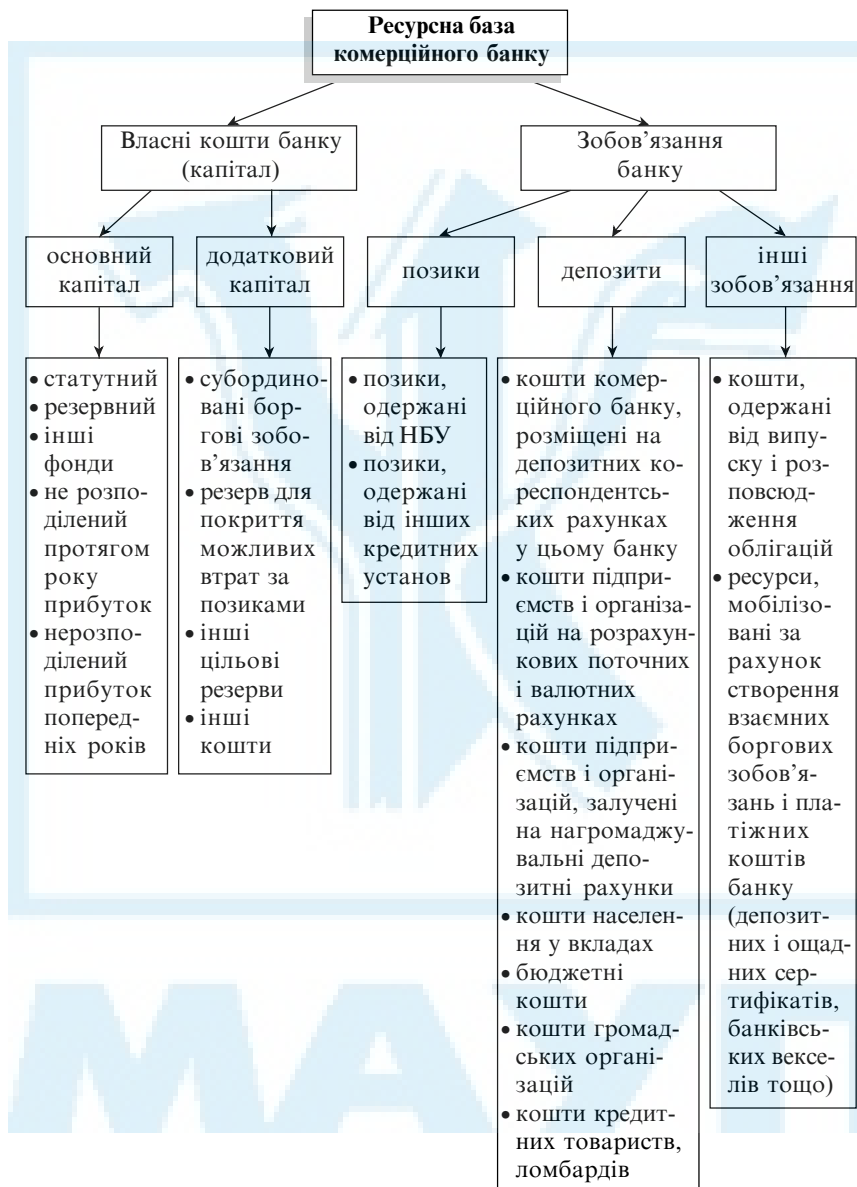 Ресурсна база
комерційного банку
Власні кошти банку
(капітал)
Зобов'язання
банку
основний
капітал
додатковий
капітал
позики
депозити
інші
зобов'язання
• статутний
• резервний
• інші
фонди
• не розпо-
ділений
протягом
року
прибуток
• нерозпо-
ділений
прибуток
поперед-
ніх років
• субордино-
вані бор-
гові зобо-
в'язання
• резерв для
покриття
можливих
втрат за
позиками
• інші
цільові
резерви
• інші
кошти
• позики,
одержані
від НБУ
• позики,
одержані
від інших
кредитних
установ
• кошти комер-
ційного банку,
розміщені на
депозитних ко-
респондентсь-
ких рахунках
у цьому банку
• кошти підпри-
ємств і організа-
цій на розрахун-
кових поточних
і валютних
рахунках
• кошти підпри-
ємств і органі-
зацій, залучені
на нагромаджу-
вальні депо-
зитні рахунки
• кошти населен-
ня у вкладах
• бюджетні
кошти
• кошти громад-
ських органі-
зацій
• кошти кредит-
них товариств,
ломбардів
• кошти,
одержані
від випус-
ку і роз-
повсюд-
ження
облігацій
• ресурси,
мобілізо-
вані за
рахунок
створення
взаємних
боргових
зобов'я-
зань і пла-
тіжних
коштів
банку
(депозит-
них і ощад-
них сер-
тифікатів,
банківсь-
ких вексе-
лів тощо)
МАУП